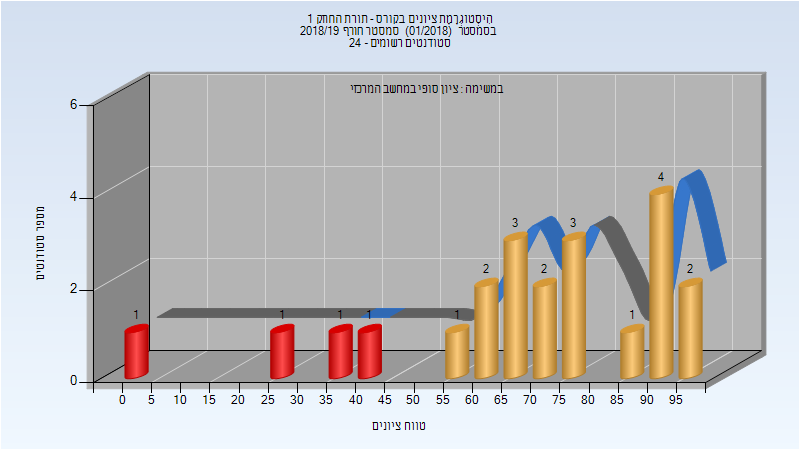 היסטוגרמת ציונים בקורס - תורת החוזק 1
בסמסטר (01/2018) סמסטר חורף 2018/19
סטודנטים רשומים - 24
במשימה : ציון סופי במחשב המרכזי
מספר סטודנטים
6
4
2
0
1
1
1
1
1
2
3
2
3
1
4
2
0 5 10 15 20 25 30 35 40 45 50 55 60 65 70 75 80 85 90 95
טווח ציונים